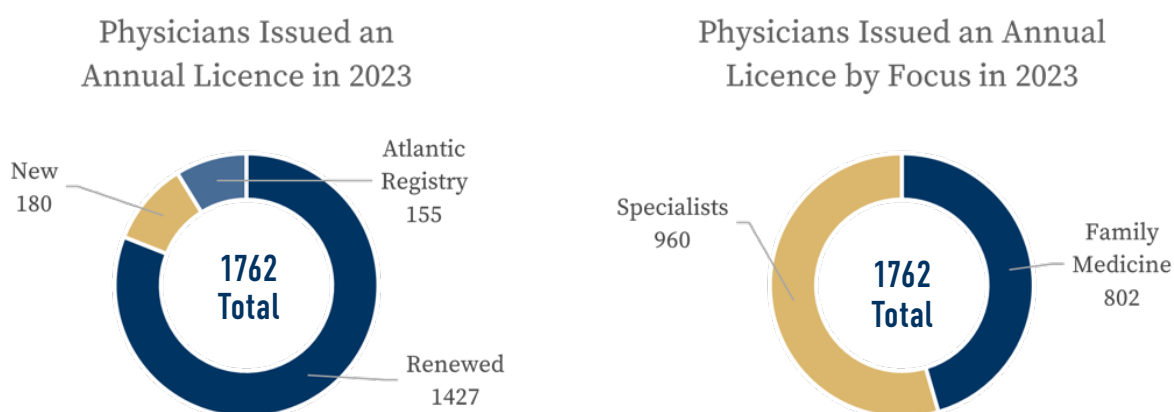 Physicians Issued an
Annual Licence in 2023
New
180
Atlantic
Registry
155
1762
Total
Renewed
1427
Physicians Issued an Annual
Licence by Focus in 2023
Specialists
960
Family
Medicine
802
1762
Total